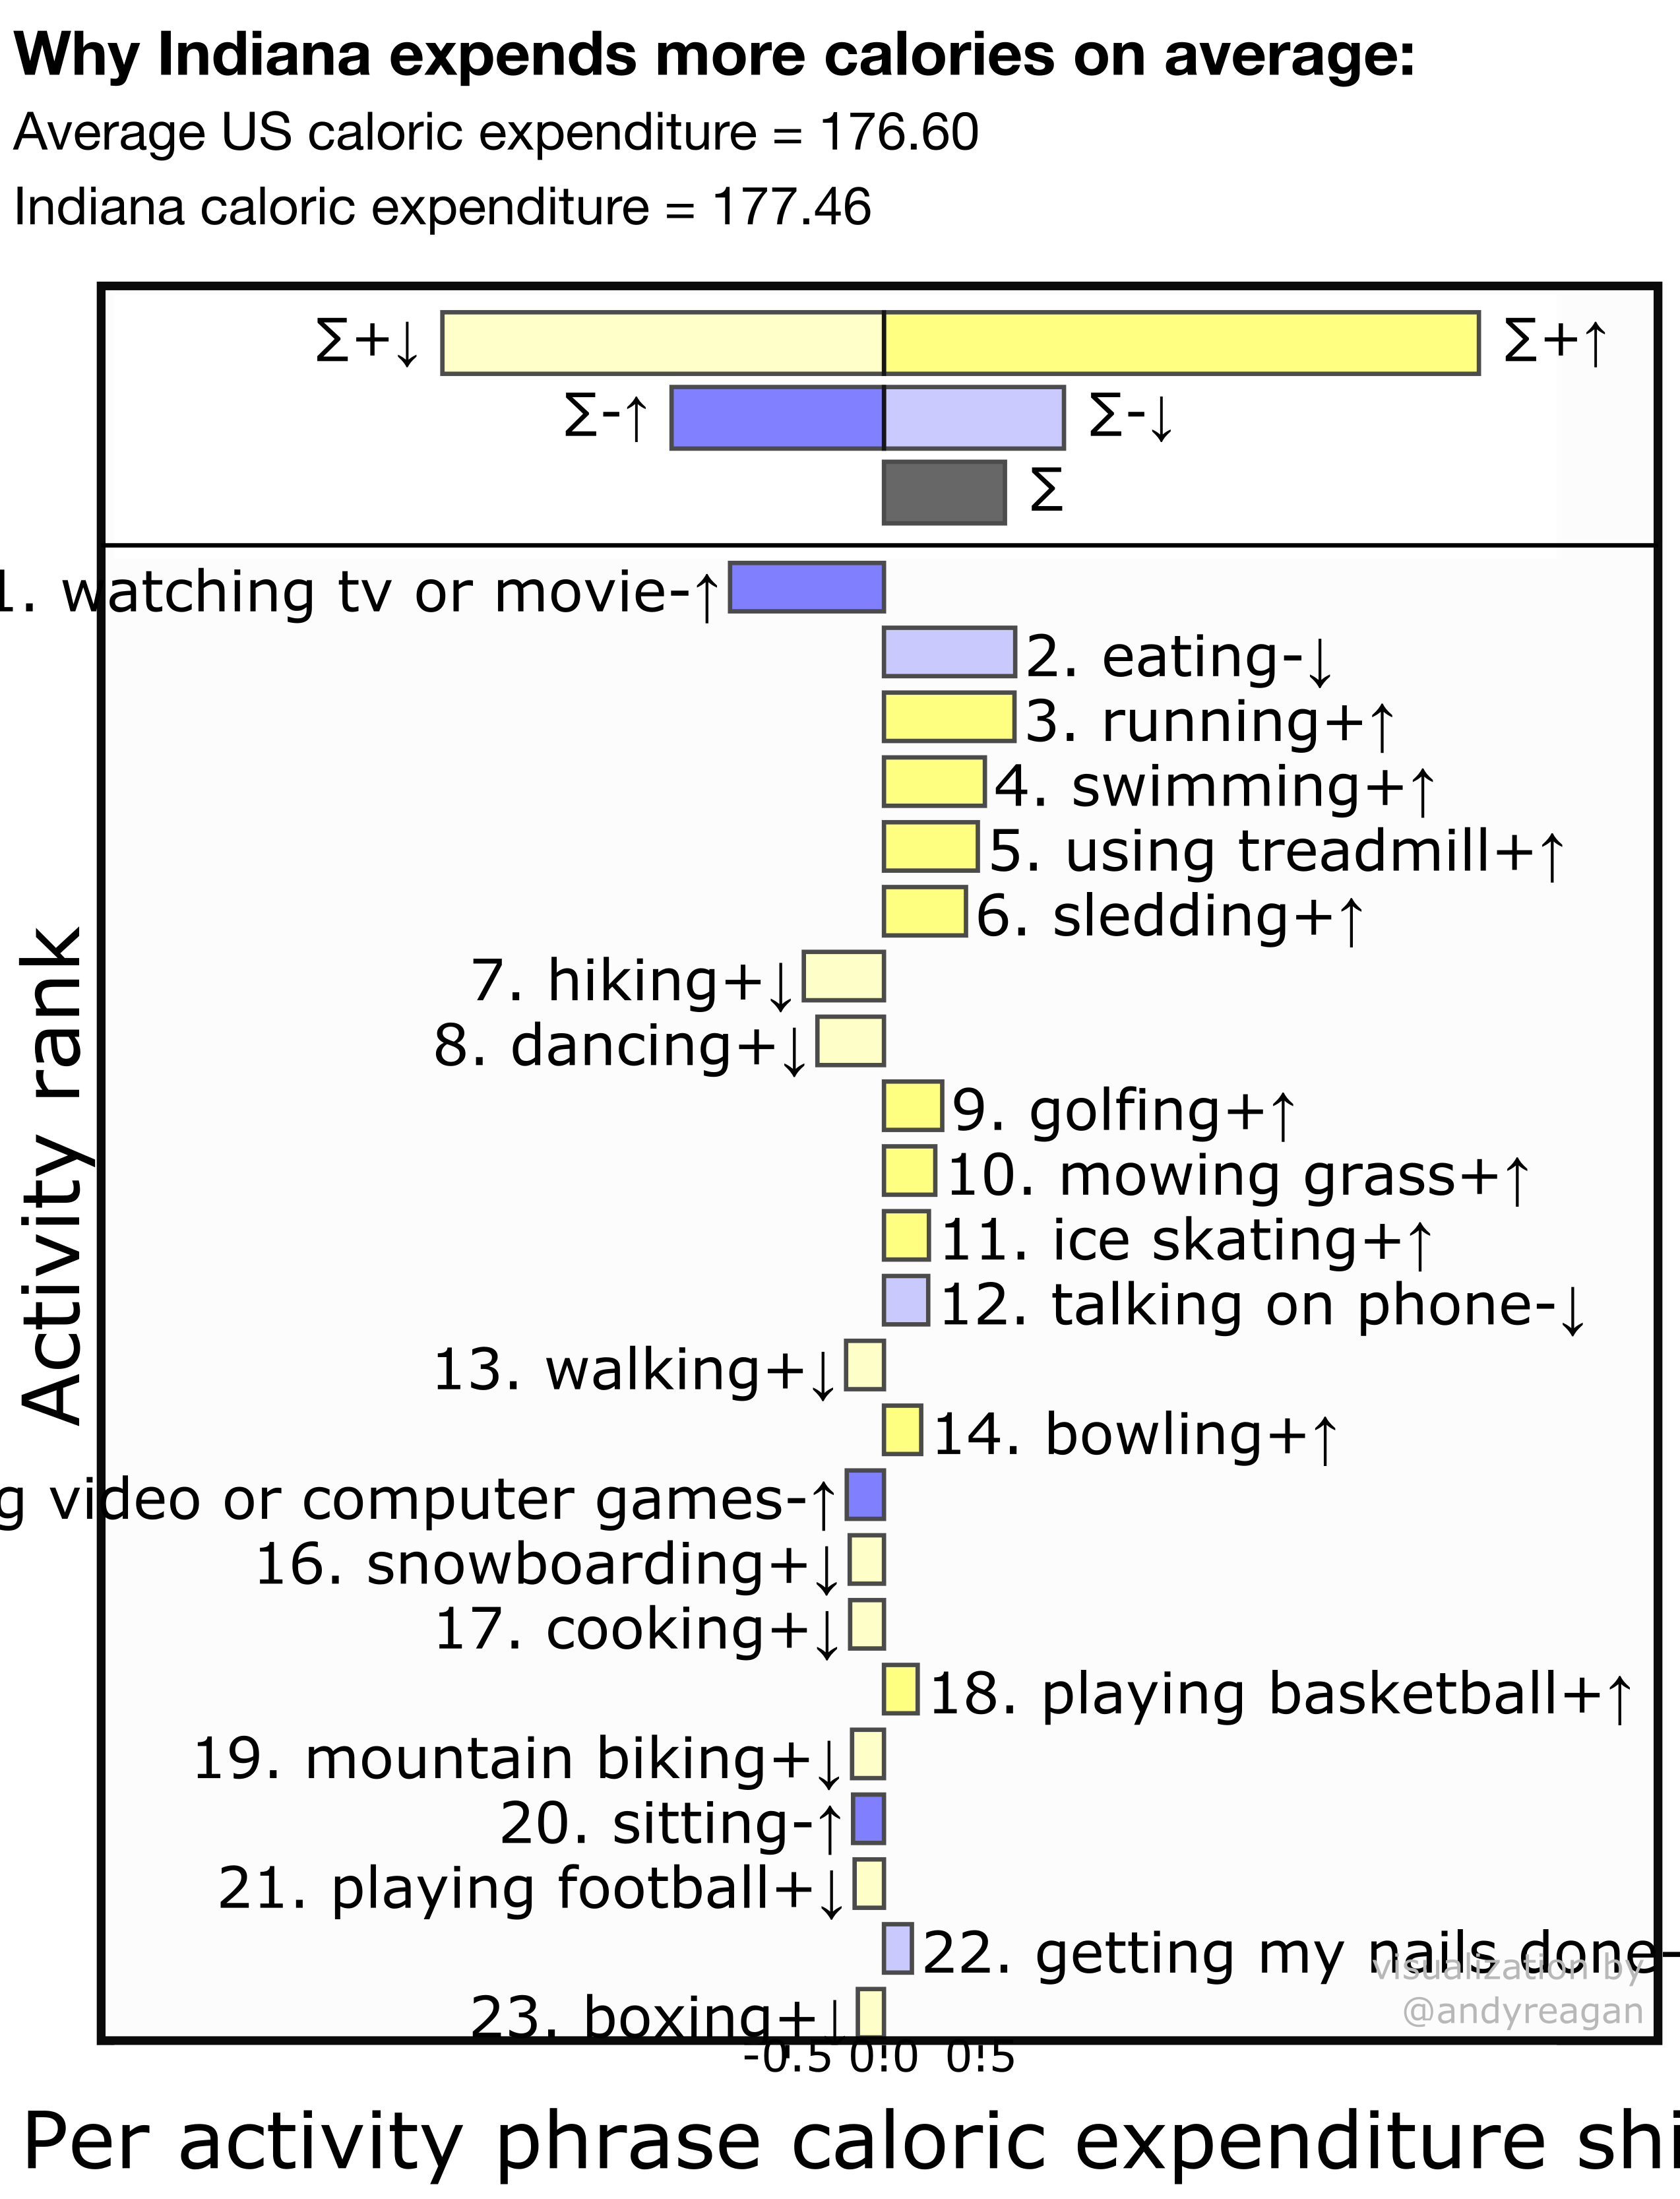 Why Indiana expends more calories on average:
Average US caloric expenditure = 176.60
Indiana caloric expenditure = 177.46
∑+↓
∑+↑
∑-↑
∑-↓
∑
Activity rank
1. watching tv or movie-↑
2. eating-↓
3. running+↑
4. swimming+↑
5. using treadmill+↑
6. sledding+↑
7. hiking+↓
8. dancing+↓
9. golfing+↑
10. mowing grass+↑
11. ice skating+↑
12. talking on phone-↓
13. walking+↓
14. bowling+↑
g video or computer games-↑
16. snowboarding+↓
17. cooking+↓
18. playing basketball+↑
19. mountain biking+↓
20. sitting-↑
21. playing football+↓
22. getting my nails done-
23. boxing+↓
visualization by
@andyreagan
-0.5 0.0 0.5
Per activity phrase caloric expenditure shi